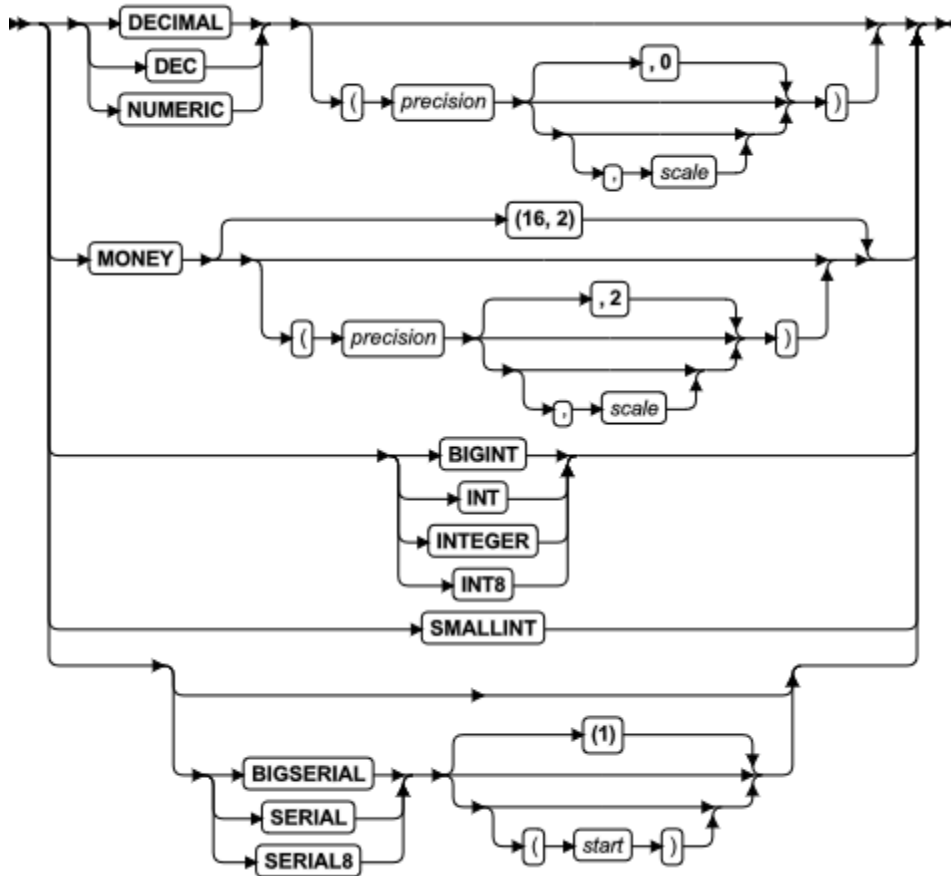 DECIMAL
DEC
, 0
NUMERIC
( precision )
, scale
(16, 2)
MONEY
, 2
( precision )
, scale
BIGINT
INT
INTEGER
INT8
SMALLINT
(1)
BIGSERIAL
SERIAL
( start )
SERIAL8